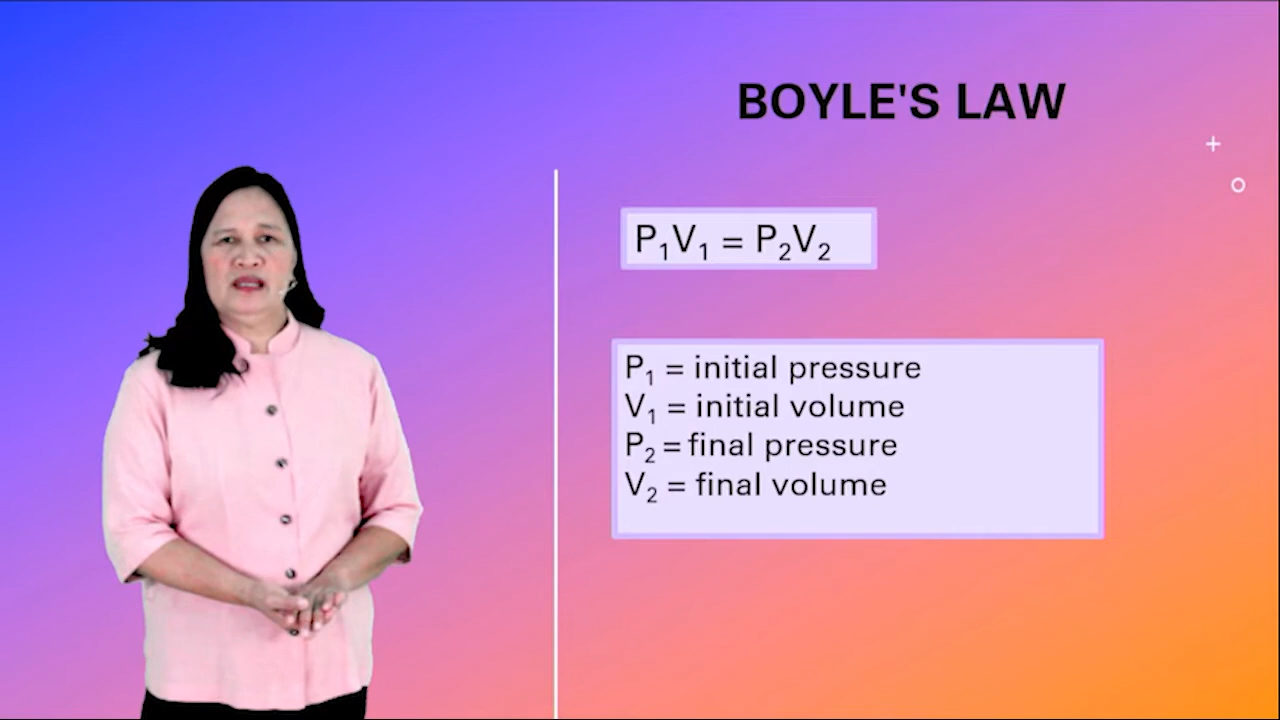 BOYLE'S LAW
P₁V₁ = P₂V₂
P₁ = initial pressure
V₁ = initial volume
P₂ = final pressure
V₂ = final volume